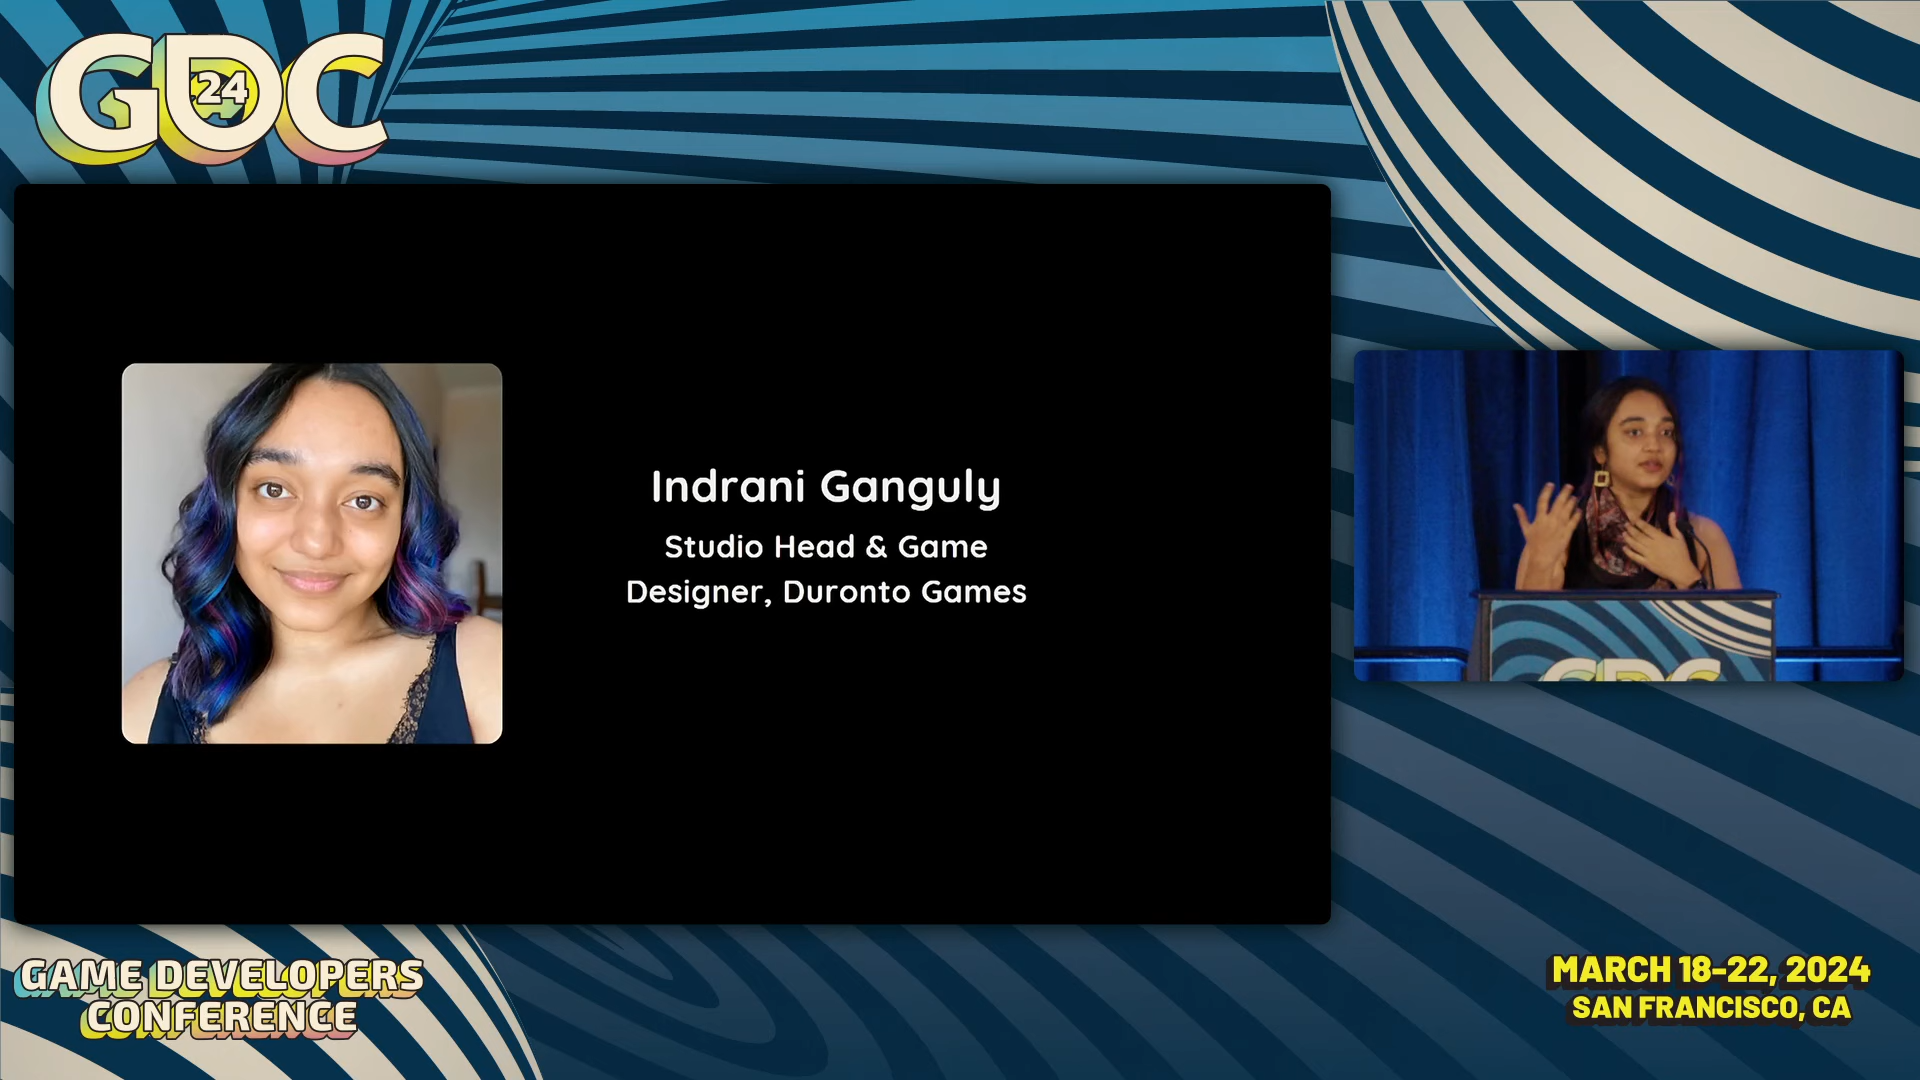 GDC
24
Indrani Ganguly
Studio Head & Game
Designer, Duronto Games
GDC
GAME DEVELOPERS
CONFERENCE
MARCH 18-22, 2024
SAN FRANCISCO, CA